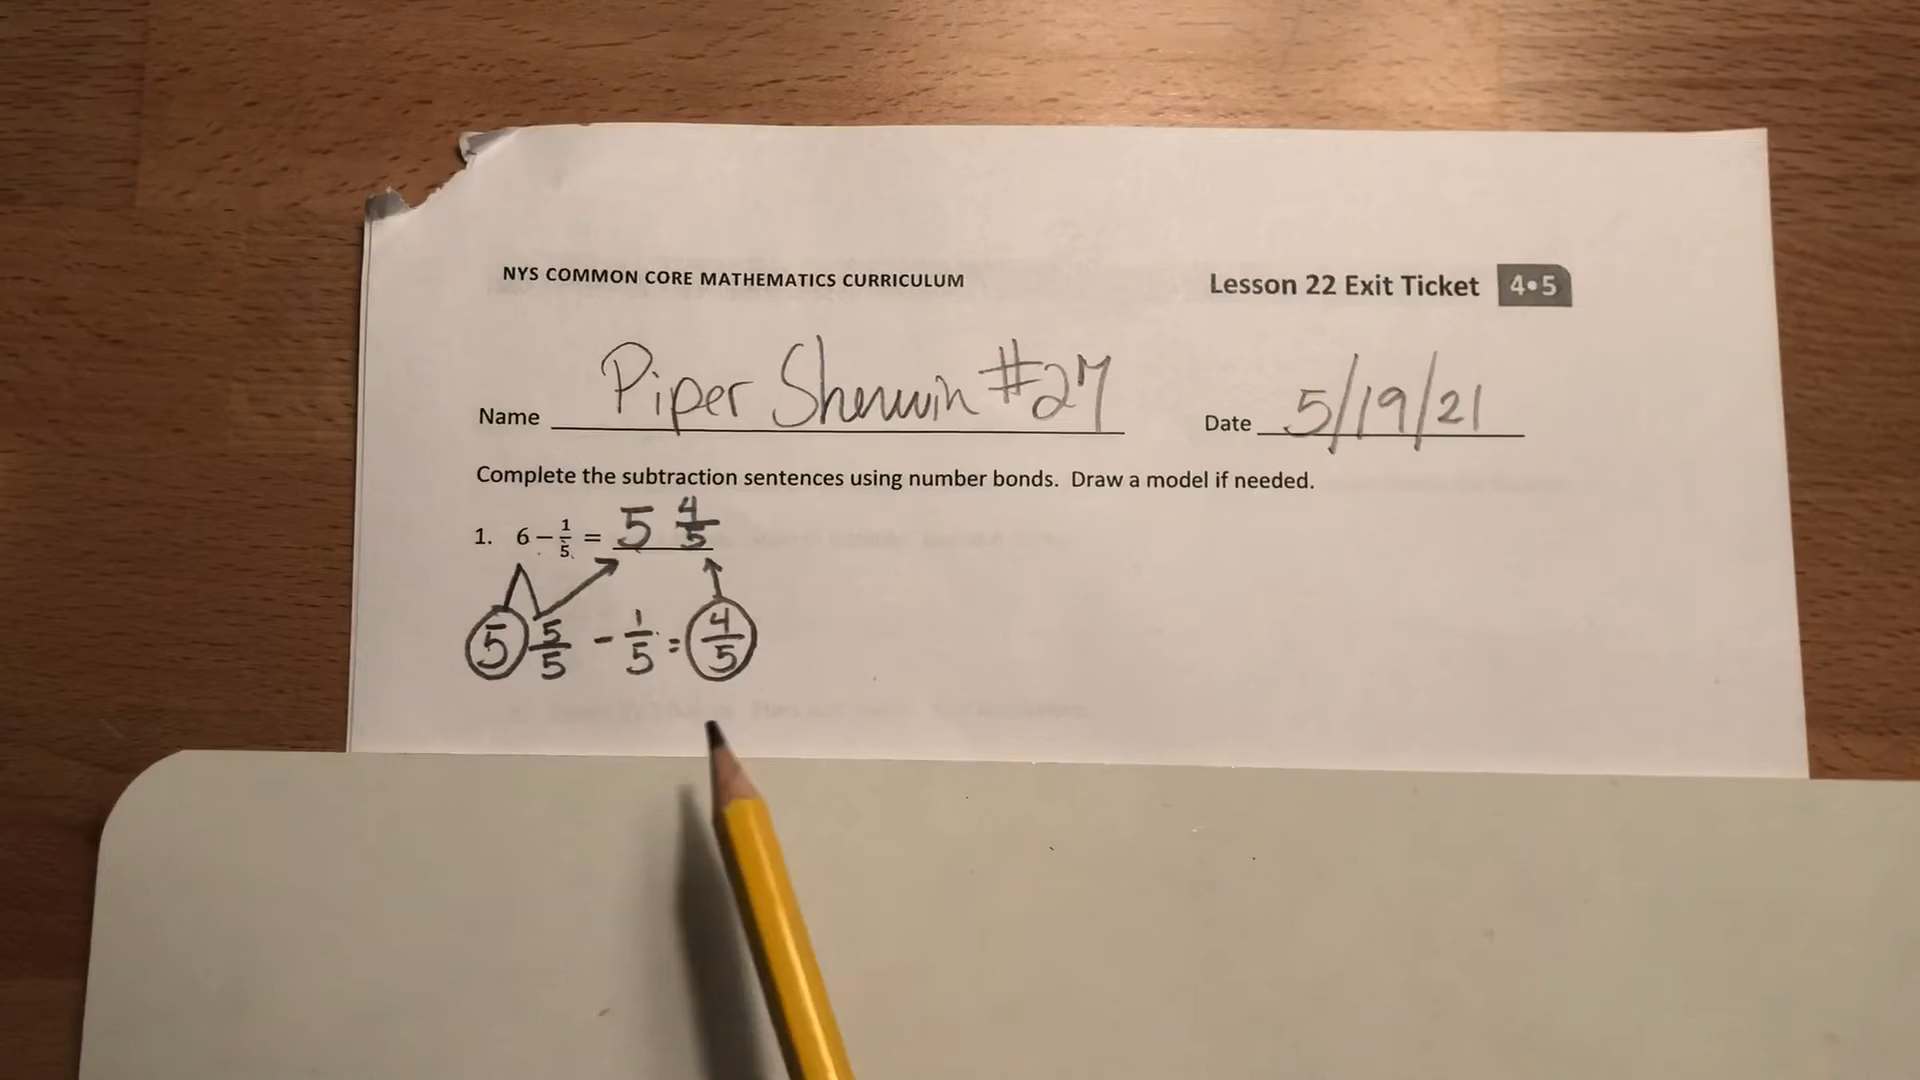 NYS COMMON CORE MATHEMATICS CURRICULUM Lesson 22 Exit Ticket 4•5
Name Piper Sherwin #27 Date 5/19/21
Complete the subtraction sentences using number bonds. Draw a model if needed.
1. 6 − 1/5 = 5 4/5
5 5/5 - 1/5 = 4/5